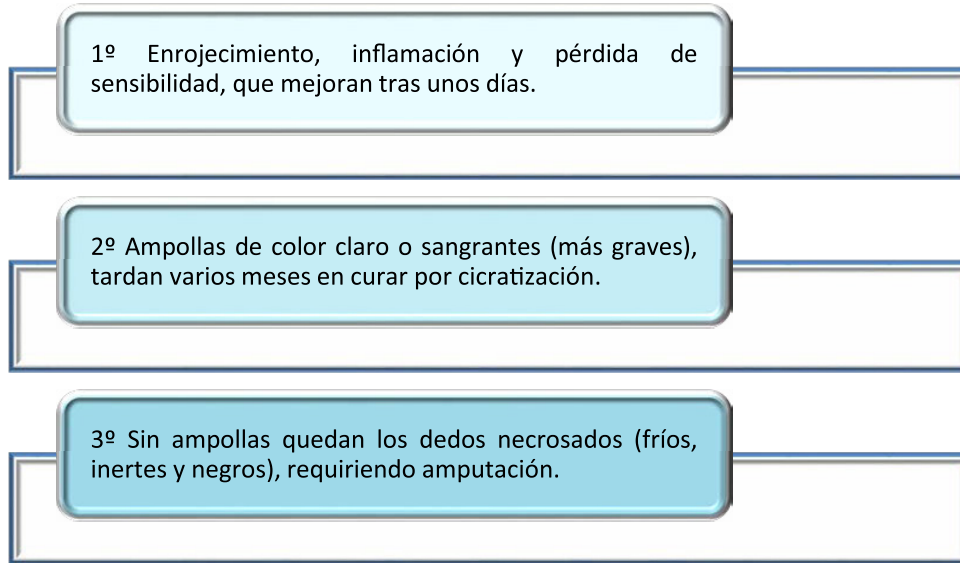 1º Enrojecimiento, inflamación y pérdida de
sensibilidad, que mejoran tras unos días.
2º Ampollas de color claro o sangrantes (más graves),
tardan varios meses en curar por cicratización.
3º Sin ampollas quedan los dedos necrosados (fríos,
inertes y negros), requiriendo amputación.